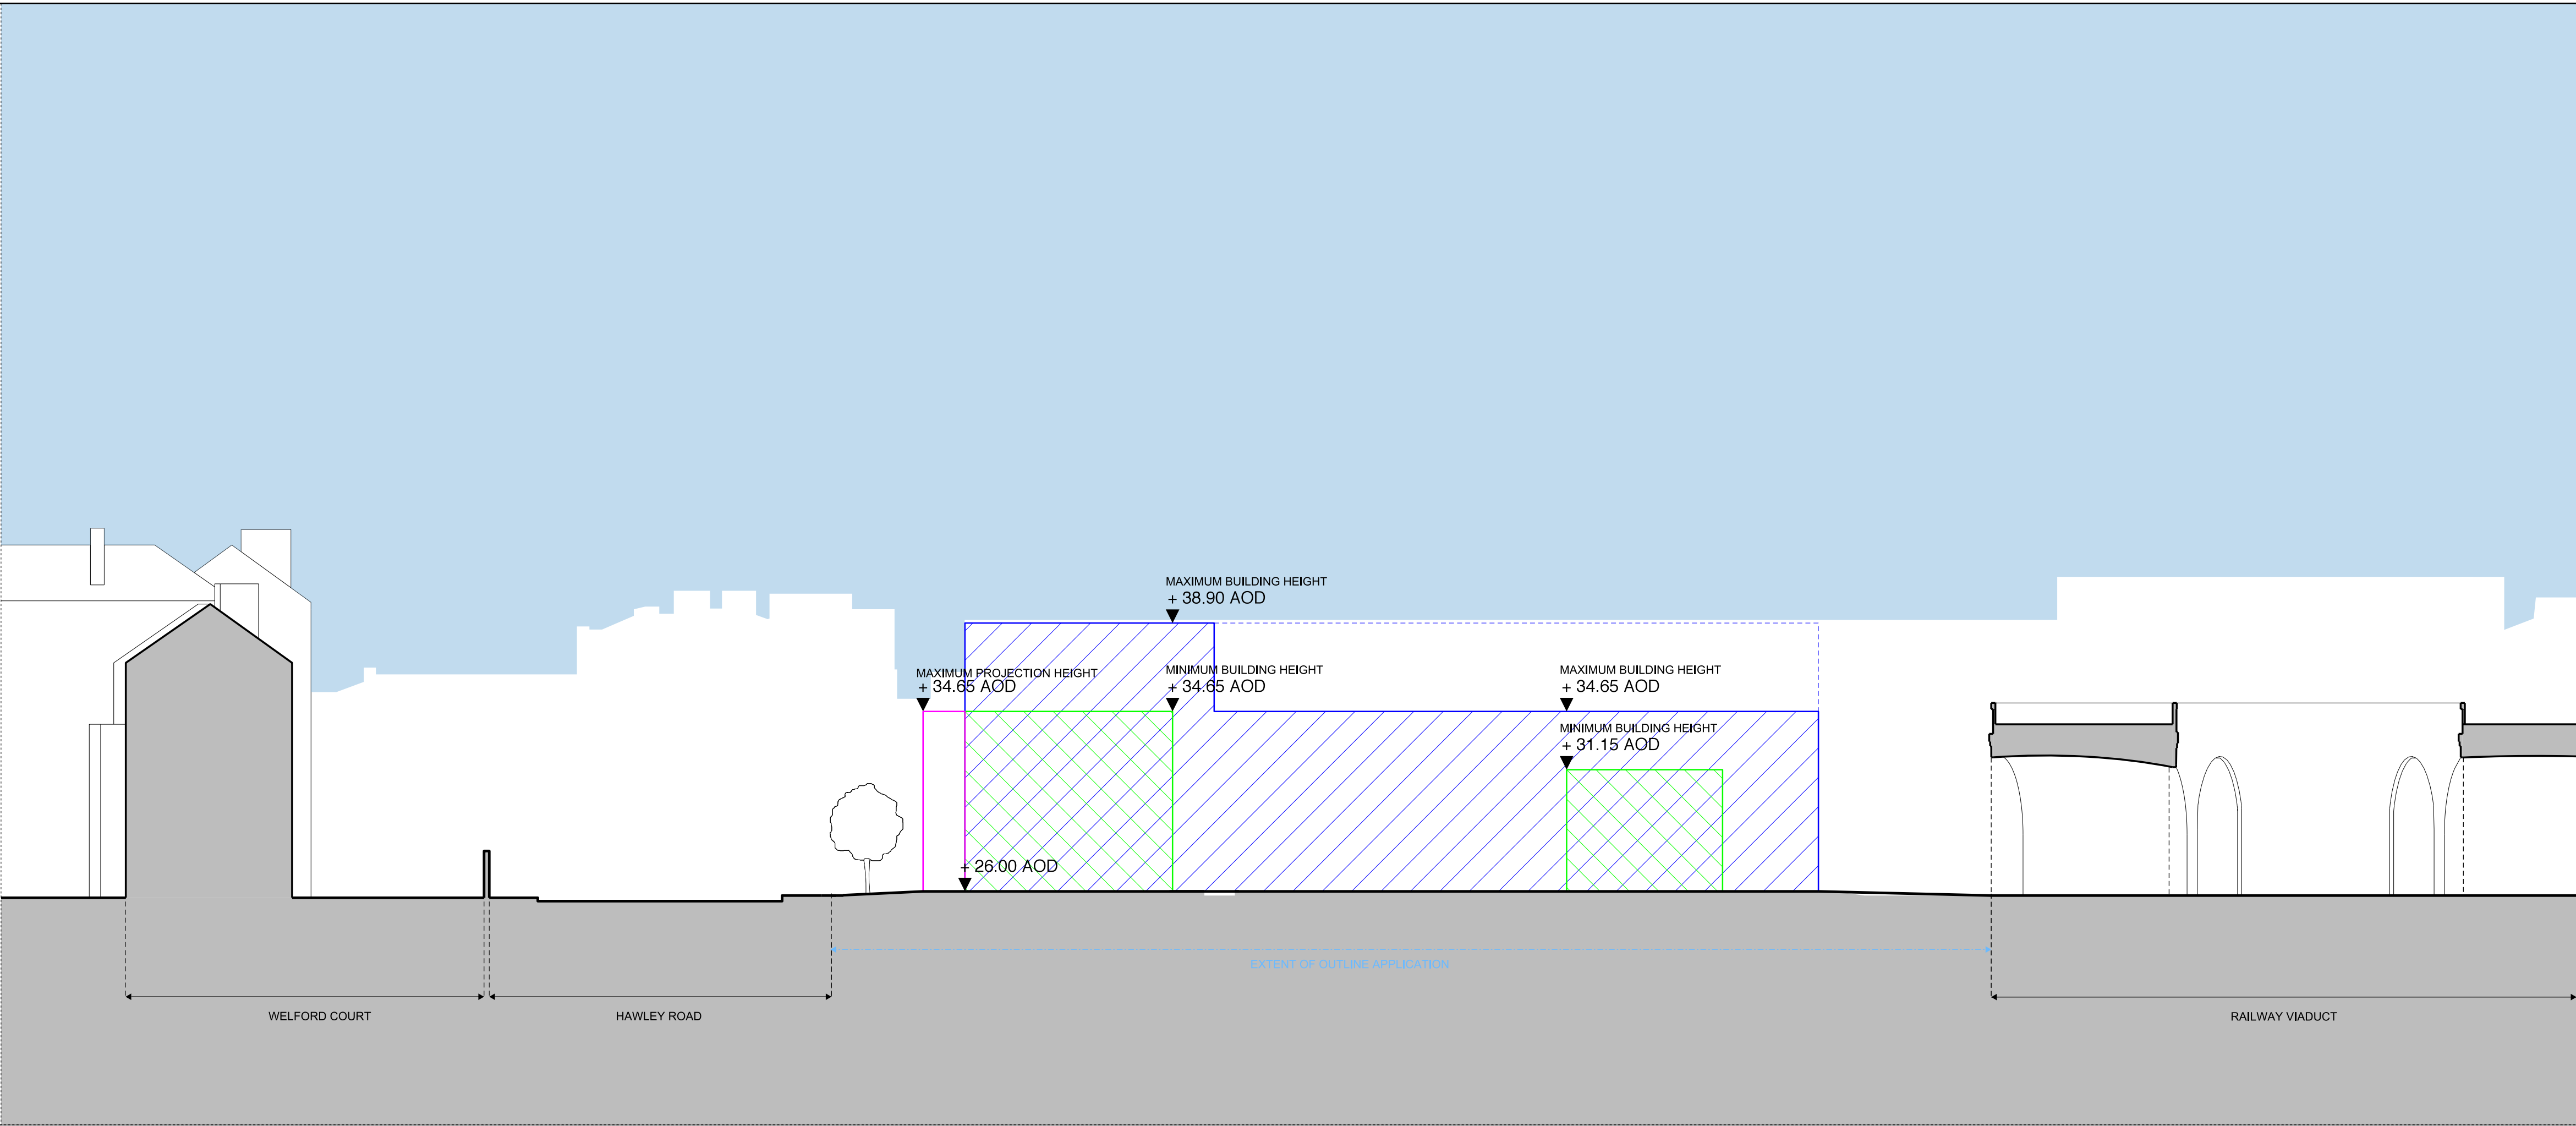 MAXIMUM BUILDING HEIGHT
+ 38.90 AOD
MAXIMUM PROJECTION HEIGHT
+ 34.65 AOD
MINIMUM BUILDING HEIGHT
+ 34.65 AOD
MAXIMUM BUILDING HEIGHT
+ 34.65 AOD
MINIMUM BUILDING HEIGHT
+ 31.15 AOD
+ 26.00 AOD
EXTENT OF OUTLINE APPLICATION
WELFORD COURT
HAWLEY ROAD
RAILWAY VIADUCT